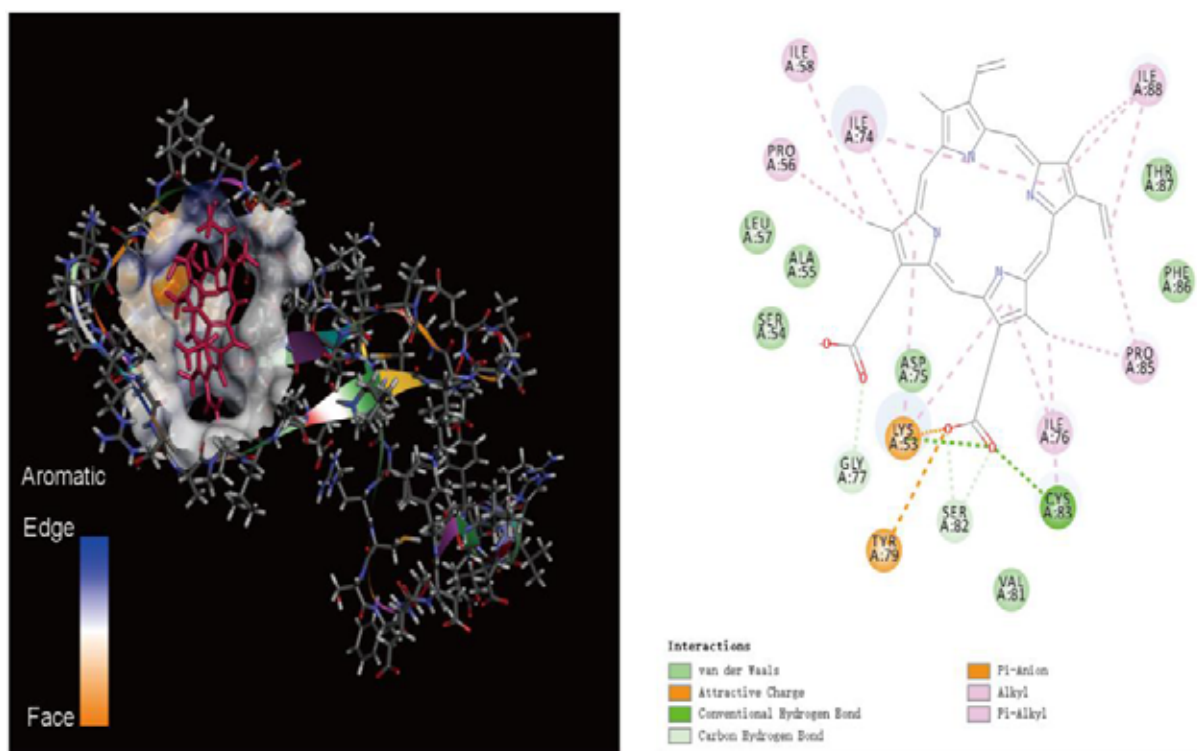 Aromatic
Edge
Face
ILE
A:58
ILE
A:88
ILE
A:74
PRO
A:56
THR
A:87
LEU
A:57
ALA
A:55
PHE
A:86
SER
A:54
N
N
N
N
ASP
A:75
PRO
A:85
O
O
LYS
A:53
O
O
ILE
A:76
GLY
A:77
SER
A:82
CYS
A:83
TYR
A:79
VAL
A:81
Interactions
van der Waals
Attractive Charge
Conventional Hydrogen Bond
Carbon Hydrogen Bond
Pi-Anion
Alkyl
Pi-Alkyl